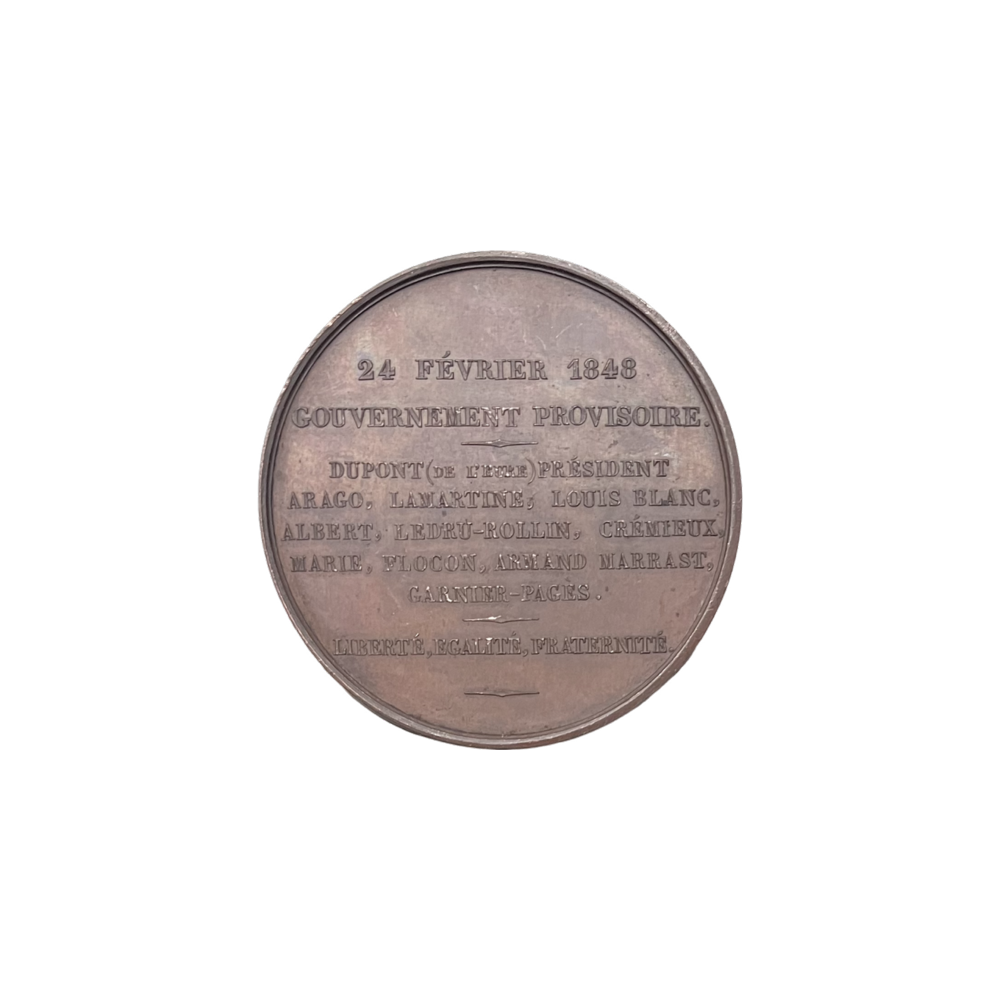 24 FÉVRIER 1848
GOUVERNEMENT PROVISOIRE.
DUPONT (DE L'EURE) PRÉSIDENT
ARAGO, LAMARTINE, LOUIS BLANC,
ALBERT, LEDRU-ROLLIN, CRÉMIEUX,
MARIE, FLOCON, ARMAND MARRAST,
GARNIER-PAGÈS.
LIBERTÉ, EGALITÉ, FRATERNITÉ.